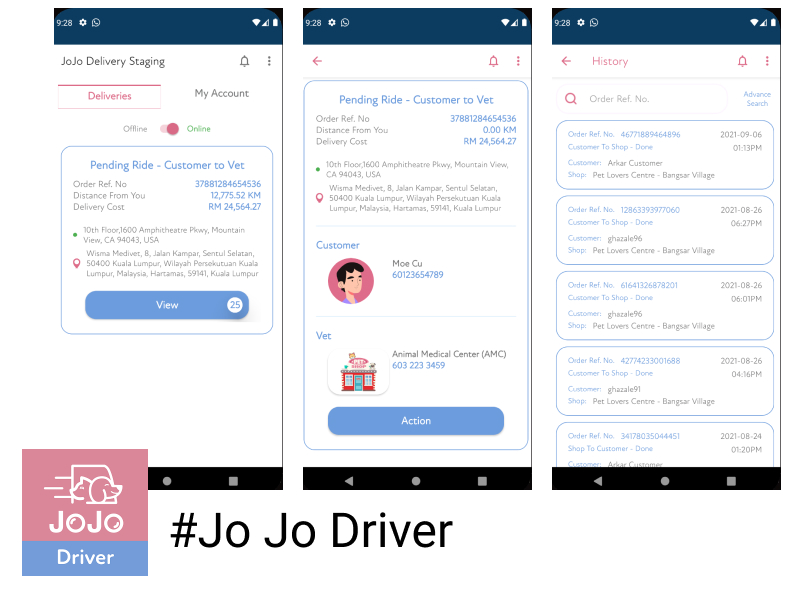 9:28
JoJo Delivery Staging
Deliveries
My Account
Offline
Online
Pending Ride - Customer to Vet
Order Ref. No 37881284654536
Distance From You 12,775.52 KM
Delivery Cost RM 24,564.27
10th Floor,1600 Amphitheatre Pkwy, Mountain
View, CA 94043, USA
Wisma Medivet, 8, Jalan Kampar, Sentul Selatan,
50400 Kuala Lumpur, Wilayah Persekutuan Kuala
Lumpur, Malaysia, Hartamas, 59141, Kuala Lumpur
View 25
9:28
Pending Ride - Customer to Vet
Order Ref. No 37881284654536
Distance From You 0.00 KM
Delivery Cost RM 24,564.27
10th Floor,1600 Amphitheatre Pkwy, Mountain View,
CA 94043, USA
Wisma Medivet, 8, Jalan Kampar, Sentul Selatan,
50400 Kuala Lumpur, Wilayah Persekutuan Kuala
Lumpur, Malaysia, Hartamas, 59141, Kuala Lumpur
Customer
Moe Cu
60123654789
Vet
Animal Medical Center (AMC)
603 223 3459
Action
9:28
History
Order Ref. No.
Advance
Search
Order Ref. No. 46771889464896 2021-09-06
Customer To Shop - Done 01:13PM
Customer: Arkar Customer
Shop: Pet Lovers Centre - Bangsar Village
Order Ref. No. 12863393977060 2021-08-26
Customer To Shop - Done 06:27PM
Customer: ghazale96
Shop: Pet Lovers Centre - Bangsar Village
Order Ref. No. 61641326878201 2021-08-26
Customer To Shop - Done 06:01PM
Customer: ghazale96
Shop: Pet Lovers Centre - Bangsar Village
Order Ref. No. 42774233001688 2021-08-26
Customer To Shop - Done 04:16PM
Customer: ghazale91
Shop: Pet Lovers Centre - Bangsar Village
Order Ref. No. 34178035044451 2021-08-24
Shop To Customer - Done 01:20PM
Customer: Arkar Customer
JOJO
Driver
#Jo Jo Driver